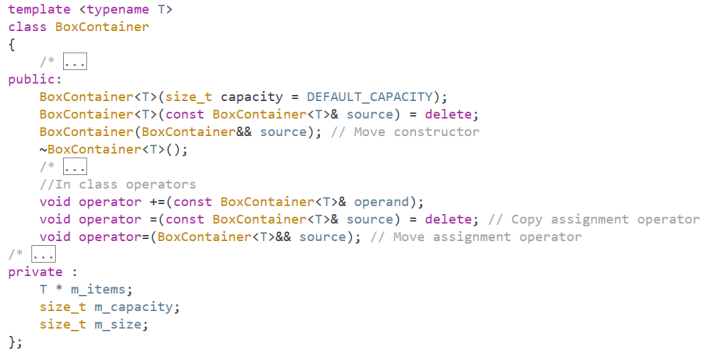 template <typename T>
class BoxContainer
{
/* ...
public:
BoxContainer<T>(size_t capacity = DEFAULT_CAPACITY);
BoxContainer<T>(const BoxContainer<T>& source) = delete;
BoxContainer(BoxContainer&& source); // Move constructor
~BoxContainer<T>();
/* ...
//In class operators
void operator +=(const BoxContainer<T>& operand);
void operator =(const BoxContainer<T>& source) = delete; // Copy assignment operator
void operator=(BoxContainer<T>&& source); // Move assignment operator
/* ...
private :
T * m_items;
size_t m_capacity;
size_t m_size;
};